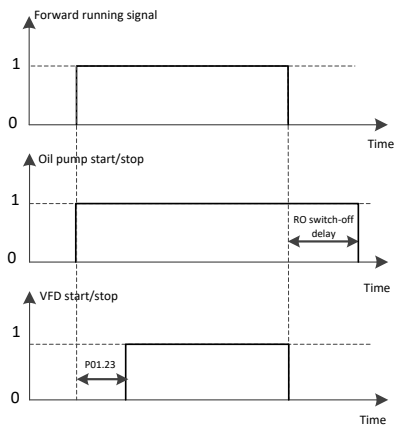 Forward running signal
1
0
Time
Oil pump start/stop
1
RO switch-off
delay
0
Time
VFD start/stop
1
P01.23
0
Time